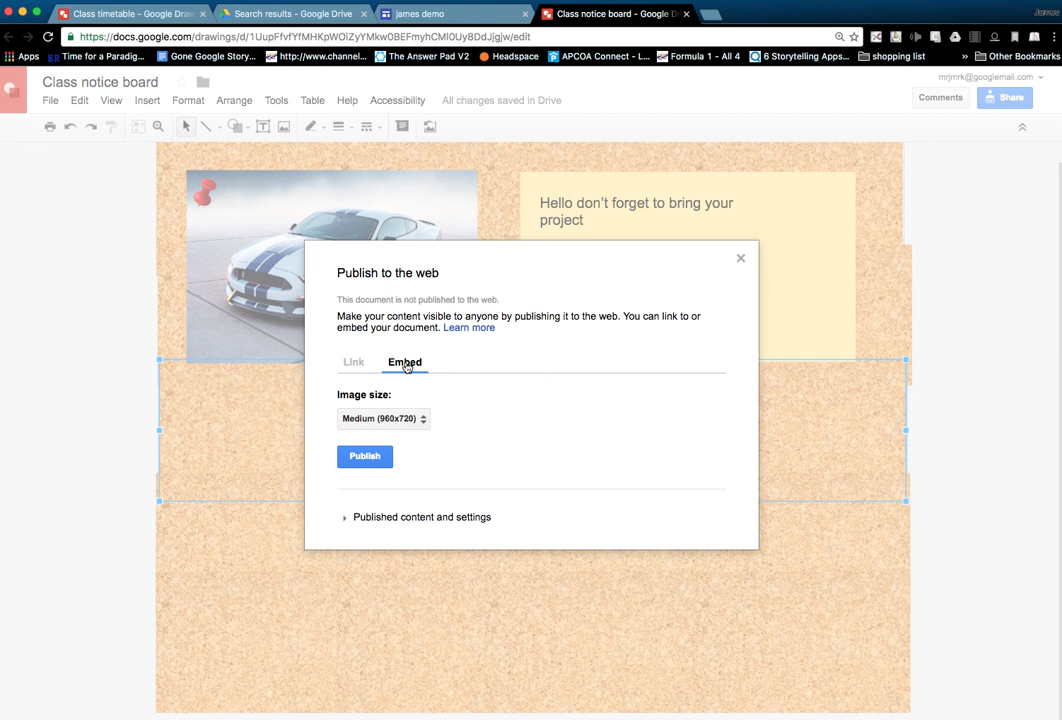 Class timetable - Google Draw
Search results - Google Drive
james demo
Class notice board - Google D
James
https://docs.google.com/drawings/d/1UupFfvfYfMHKpWOiZyYMkw0BEFmyhCMl0Uy8DdJjgjw/edit
Apps
Time for a Paradig...
Gone Google Story...
http://www.channel...
The Answer Pad V2
Headspace
APCOA Connect - L...
Formula 1 - All 4
6 Storytelling Apps...
shopping list
»
Other Bookmarks
Class notice board
mrjmrk@googlemail.com
File Edit View Insert Format Arrange Tools Table Help Accessibility All changes saved in Drive
Comments
Share
Hello don't forget to bring your
project
Publish to the web
This document is not published to the web.
Make your content visible to anyone by publishing it to the web. You can link to or
embed your document. Learn more
Link Embed
Image size:
Medium (960x720)
Publish
Published content and settings